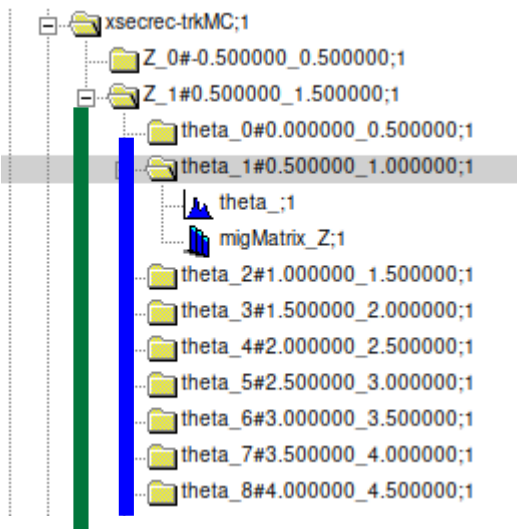 xsecrec-trkMC;1
Z_0#-0.500000_0.500000;1
Z_1#0.500000_1.500000;1
theta_0#0.000000_0.500000;1
theta_1#0.500000_1.000000;1
theta_;1
migMatrix_Z;1
theta_2#1.000000_1.500000;1
theta_3#1.500000_2.000000;1
theta_4#2.000000_2.500000;1
theta_5#2.500000_3.000000;1
theta_6#3.000000_3.500000;1
theta_7#3.500000_4.000000;1
theta_8#4.000000_4.500000;1